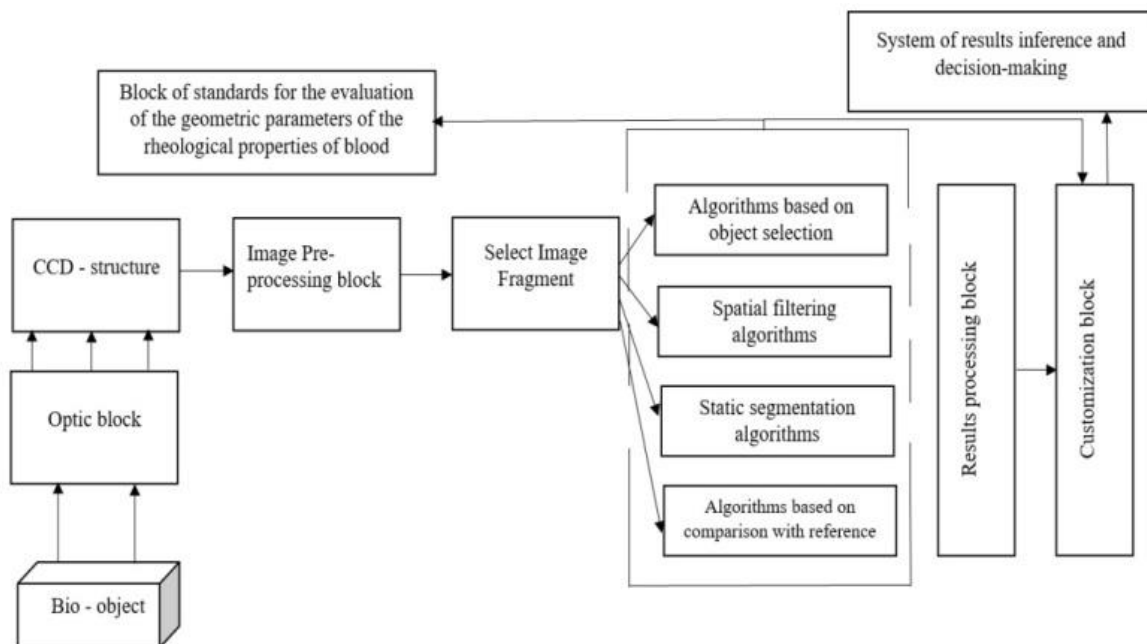 System of results inference and
decision-making
Block of standards for the evaluation
of the geometric parameters of the
rheological properties of blood
CCD - structure
Image Pre-
processing block
Select Image
Fragment
Algorithms based on
object selection
Spatial filtering
algorithms
Static segmentation
algorithms
Algorithms based on
comparison with reference
Results processing block
Customization block
Optic block
Bio - object